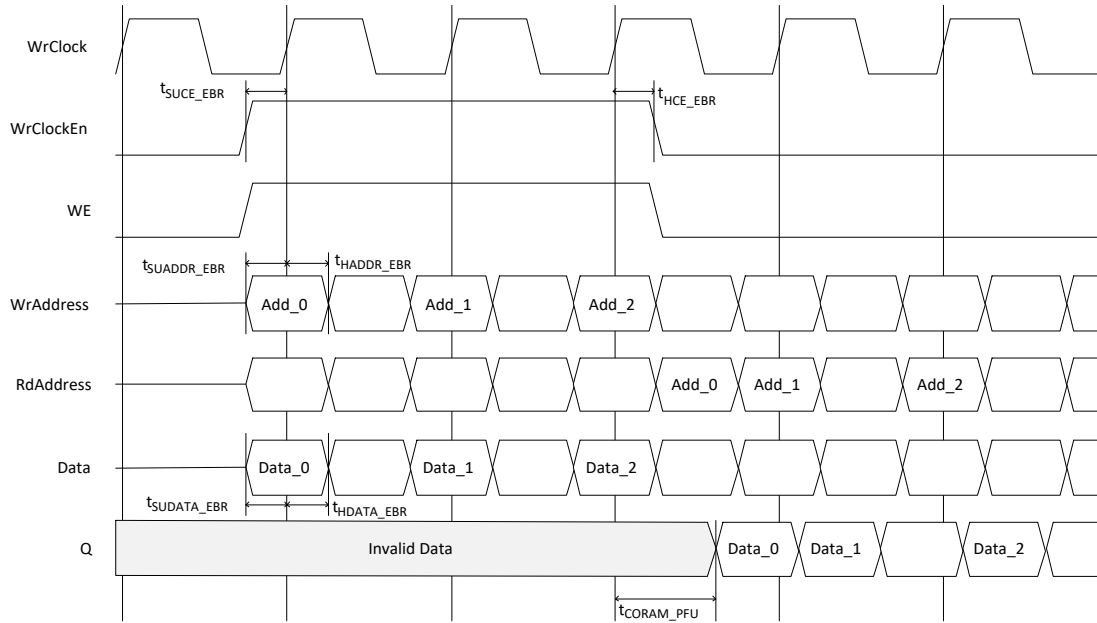 WrClock
tSUCE_EBR
tHCE_EBR
WrClockEn
WE
tSUADDR_EBR tHADDR_EBR
WrAddress Add_0 Add_1 Add_2
RdAddress Add_0 Add_1 Add_2
Data Data_0 Data_1 Data_2
tSUDATA_EBR tHDATA_EBR
Q Invalid Data Data_0 Data_1 Data_2
tCORAM_PFU